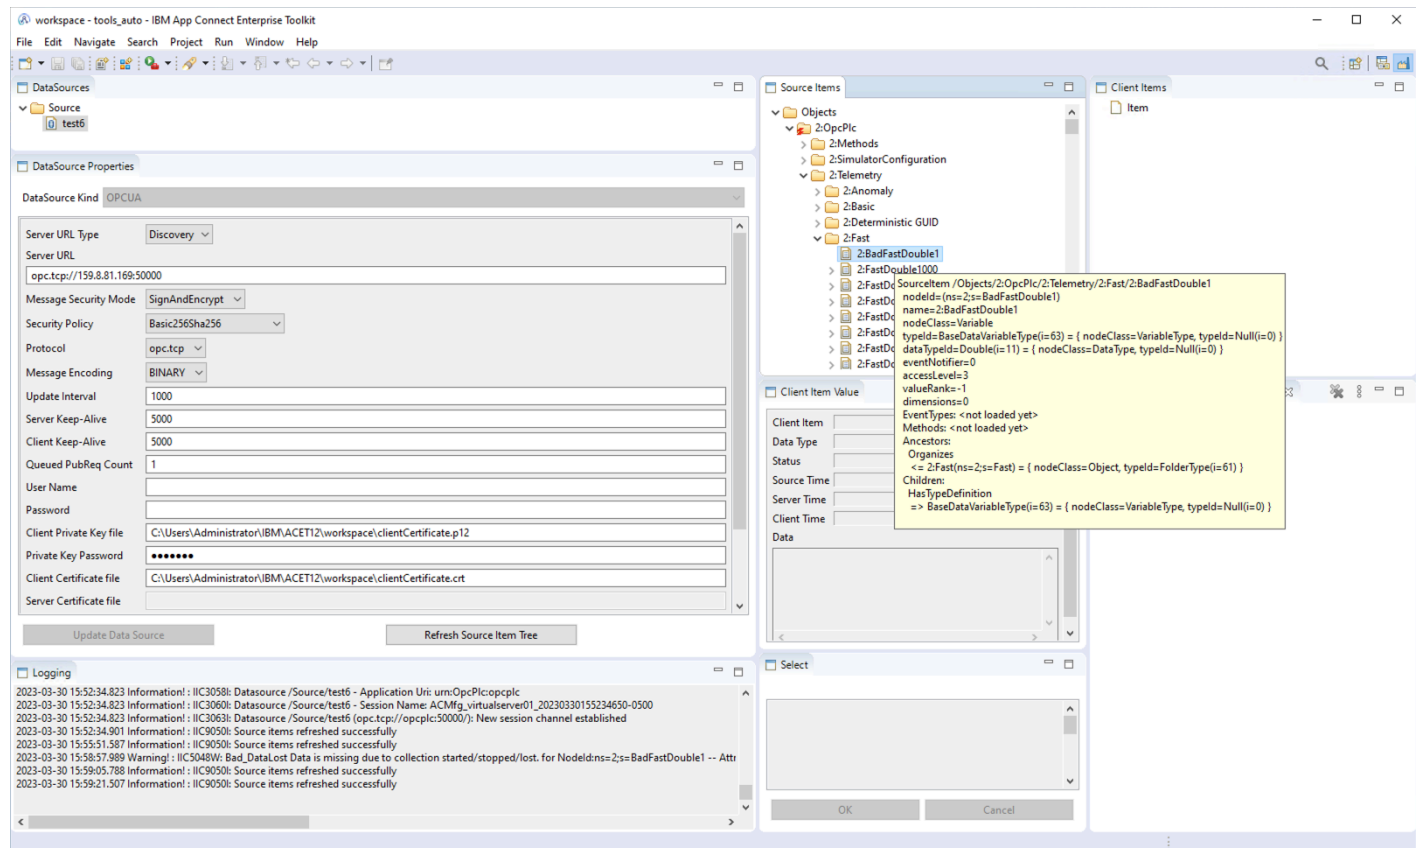 workspace - tools_auto - IBM App Connect Enterprise Toolkit
File Edit Navigate Search Project Run Window Help
DataSources
Source
test6
DataSource Properties
DataSource Kind OPCUA
Server URL Type Discovery
Server URL
opc.tcp://159.8.81.169:50000
Message Security Mode SignAndEncrypt
Security Policy Basic256Sha256
Protocol opc.tcp
Message Encoding BINARY
Update Interval 1000
Server Keep-Alive 5000
Client Keep-Alive 5000
Queued PubReq Count 1
User Name
Password
Client Private Key file C:\Users\Administrator\IBM\ACET12\workspace\clientCertificate.p12
Private Key Password •••••••
Client Certificate file C:\Users\Administrator\IBM\ACET12\workspace\clientCertificate.crt
Server Certificate file
Update Data Source Refresh Source Item Tree
Logging
2023-03-30 15:52:34.823 Information! : IIC3058I: Datasource /Source/test6 - Application Uri: urn:OpcPlc:opcplc
2023-03-30 15:52:34.823 Information! : IIC3060I: Datasource /Source/test6 - Session Name: ACMfg_virtualserver01_20230330155234650-0500
2023-03-30 15:52:34.823 Information! : IIC3063I: Datasource /Source/test6 (opc.tcp://opcplc:50000/): New session channel established
2023-03-30 15:52:34.901 Information! : IIC9050I: Source items refreshed successfully
2023-03-30 15:55:51.587 Information! : IIC9050I: Source items refreshed successfully
2023-03-30 15:58:57.989 Warning! : IIC5048W: Bad_DataLost Data is missing due to collection started/stopped/lost. for NodeId:ns=2;s=BadFastDouble1 -- Attr
2023-03-30 15:59:05.788 Information! : IIC9050I: Source items refreshed successfully
2023-03-30 15:59:21.507 Information! : IIC9050I: Source items refreshed successfully
Source Items
Objects
2:OpcPlc
2:Methods
2:SimulatorConfiguration
2:Telemetry
2:Anomaly
2:Basic
2:Deterministic GUID
2:Fast
2:BadFastDouble1
2:FastDouble1000
2:FastDo
2:FastDo
2:FastDo
2:FastDo
2:FastDo
2:FastDo
SourceItem /Objects/2:OpcPlc/2:Telemetry/2:Fast/2:BadFastDouble1
nodeId=(ns=2;s=BadFastDouble1)
name=2:BadFastDouble1
nodeClass=Variable
typeId=BaseDataVariableType(i=63) = { nodeClass=VariableType, typeId=Null(i=0) }
dataTypeId=Double(i=11) = { nodeClass=DataType, typeId=Null(i=0) }
eventNotifier=0
accessLevel=3
valueRank=-1
dimensions=0
EventTypes: <not loaded yet>
Methods: <not loaded yet>
Ancestors:
Organizes
<= 2:Fast(ns=2;s=Fast) = { nodeClass=Object, typeId=FolderType(i=61) }
Children:
HasTypeDefinition
=> BaseDataVariableType(i=63) = { nodeClass=VariableType, typeId=Null(i=0) }
Client Item Value
Client Item
Data Type
Status
Source Time
Server Time
Client Time
Data
Select
OK Cancel
Client Items
Item